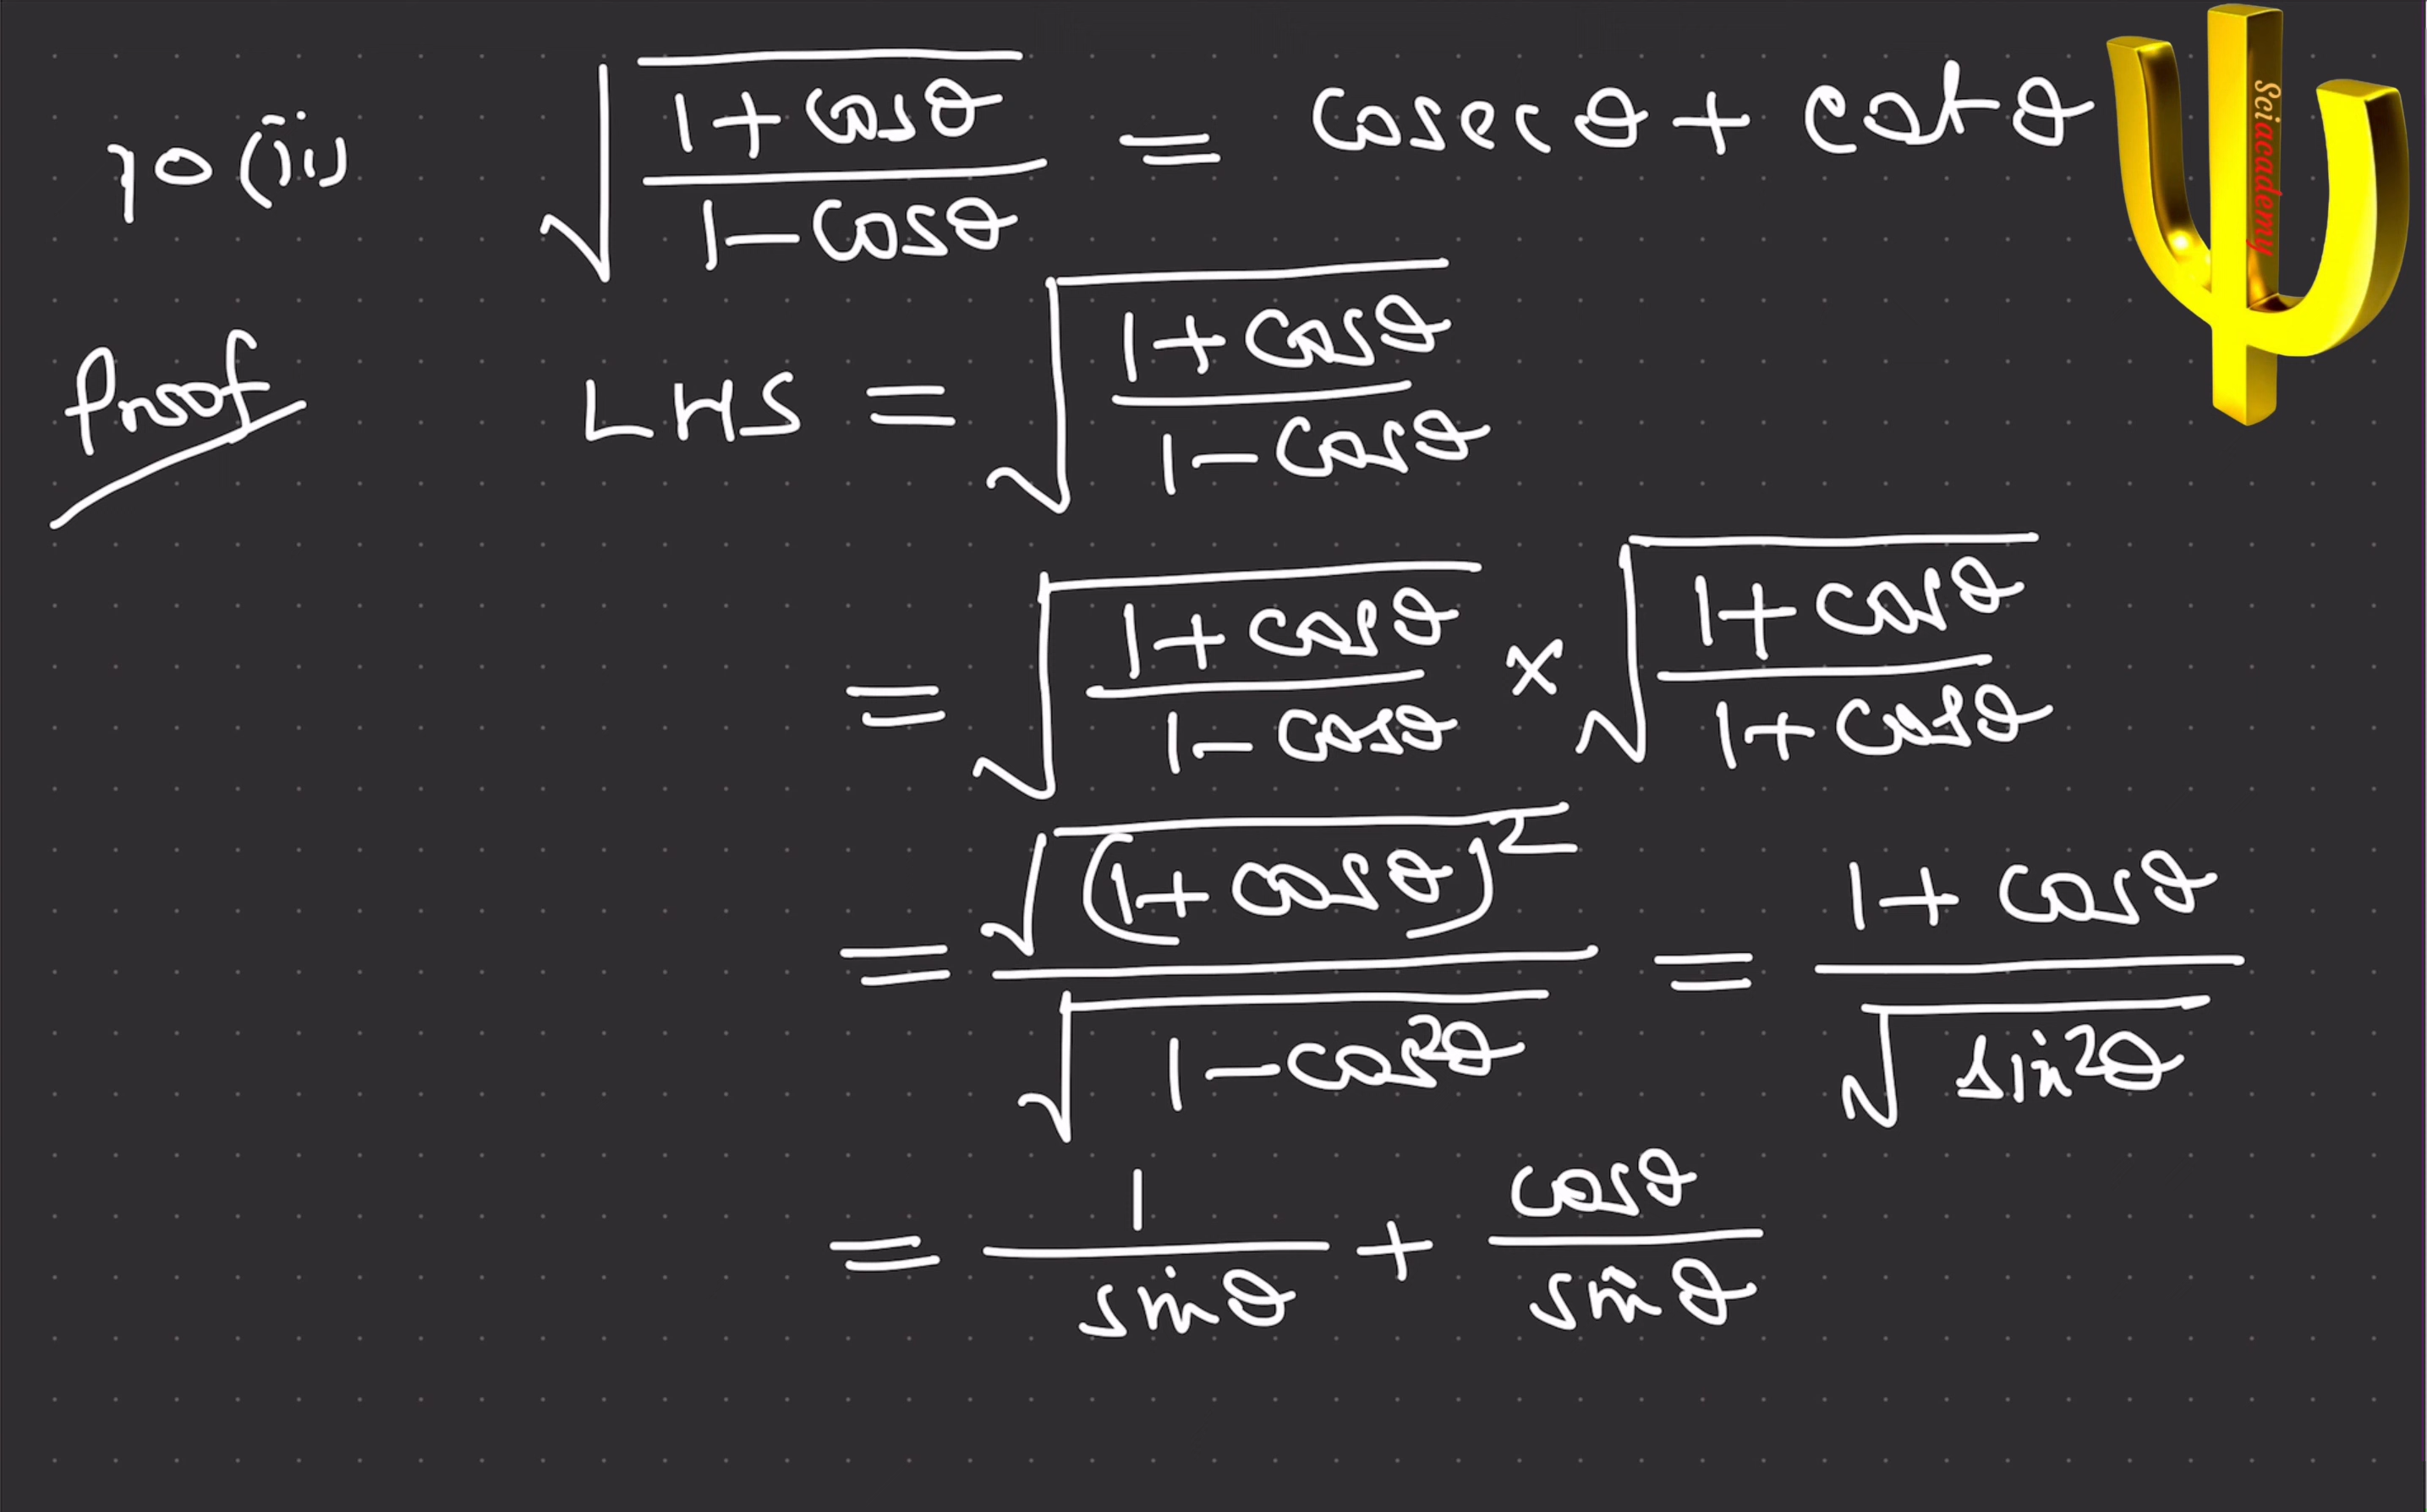 10 (ii) √((1 + cosθ)/(1 - cosθ)) = cosecθ + cotθ
Sciacademy
Proof LHS = √((1 + cosθ)/(1 - cosθ))
= √((1 + cosθ)/(1 - cosθ)) × √((1 + cosθ)/(1 + cosθ))
= √((1 + cosθ)²)/√(1 - cos²θ) = (1 + cosθ)/√(sin²θ)
= 1/sinθ + cosθ/sinθ